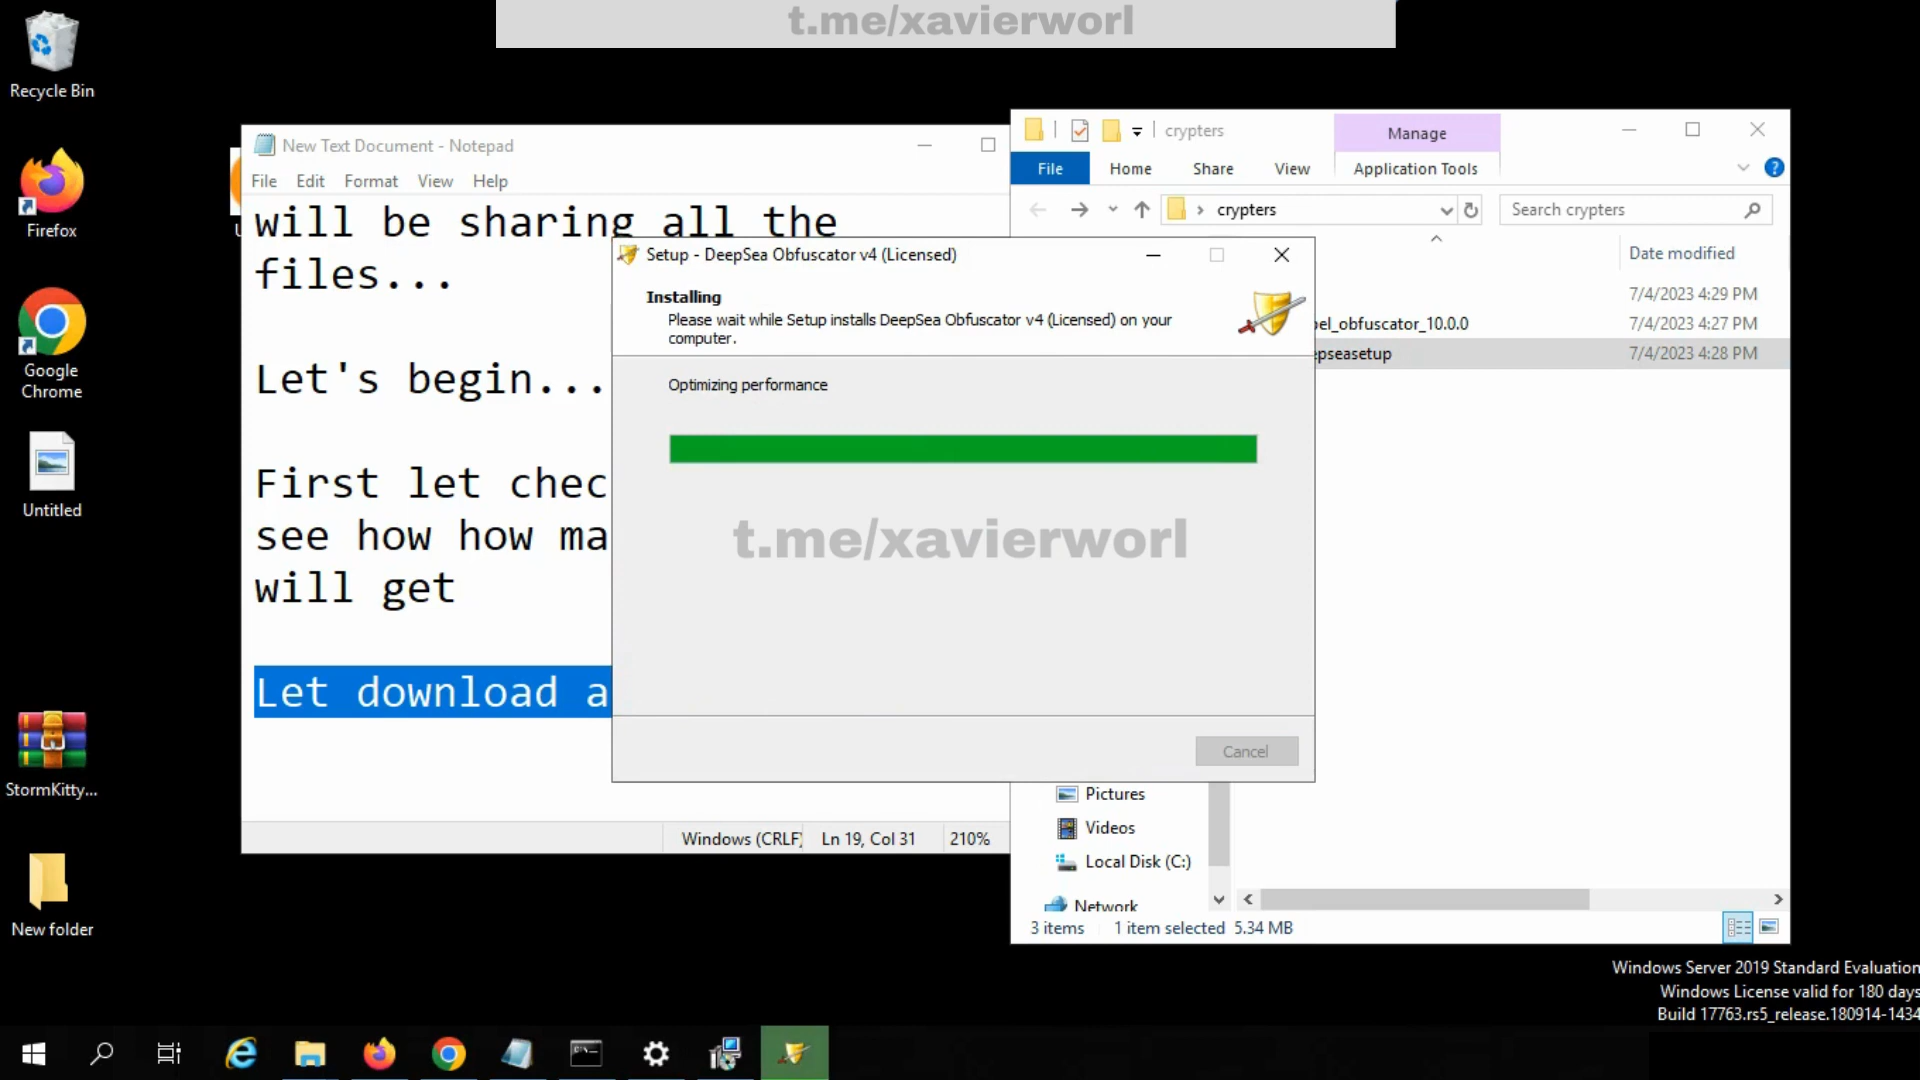 t.me/xavierworl
Recycle Bin
Firefox
Google
Chrome
Untitled
StormKitty...
New folder
New Text Document - Notepad
File Edit Format View Help
will be sharing all the
files...
Let's begin...
First let chec
see how how ma
will get
Let download a
Windows (CRLF) Ln 19, Col 31 210%
crypters
Manage
File Home Share View Application Tools
crypters
Search crypters
Date modified
7/4/2023 4:29 PM
bel_obfuscator_10.0.0 7/4/2023 4:27 PM
epseasetup 7/4/2023 4:28 PM
Setup - DeepSea Obfuscator v4 (Licensed)
Installing
Please wait while Setup installs DeepSea Obfuscator v4 (Licensed) on your
computer.
Optimizing performance
t.me/xavierworl
Cancel
Pictures
Videos
Local Disk (C:)
Network
3 items 1 item selected 5.34 MB
Windows Server 2019 Standard Evaluation
Windows License valid for 180 days
Build 17763.rs5_release.180914-1434